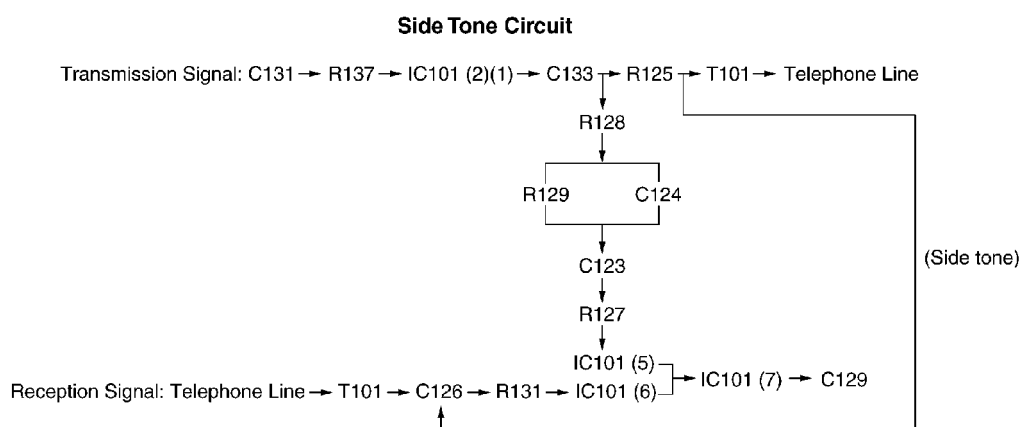 Side Tone Circuit
Transmission Signal: C131 → R137 → IC101 (2)(1) → C133 → R125 → T101 → Telephone Line
R128
R129 C124
C123
(Side tone)
R127
IC101 (5)
IC101 (7) → C129
Reception Signal: Telephone Line → T101 → C126 → R131 → IC101 (6)